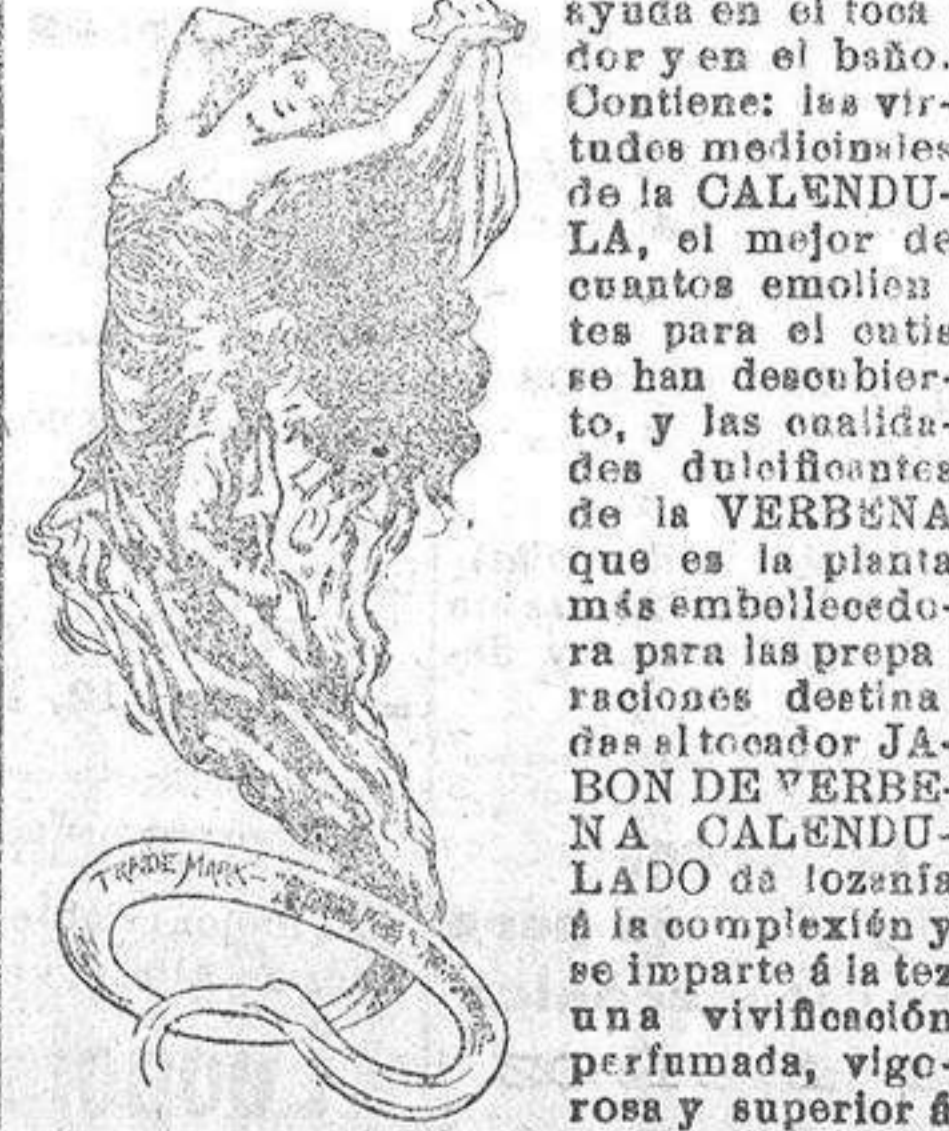 ayuda en el toca
dor y en el baño.
Contiene: las vir-
tudes medicinales
de la CALENDU-
LA, el mejor de
cuantos emolien
tes para el cutis
se han descubier-
to, y las cualida-
des dulcificantes
de la VERBENA
que es la planta
más embellecedo-
ra para las prepa
raciones destina
das al tocador JA-
BON DE VERBE-
NA CALENDU-
LADO da lozanía
á la complexión y
se imparte á la tez
una vivificación
perfumada, vigo-
rosa y superior á
TRADE MARK